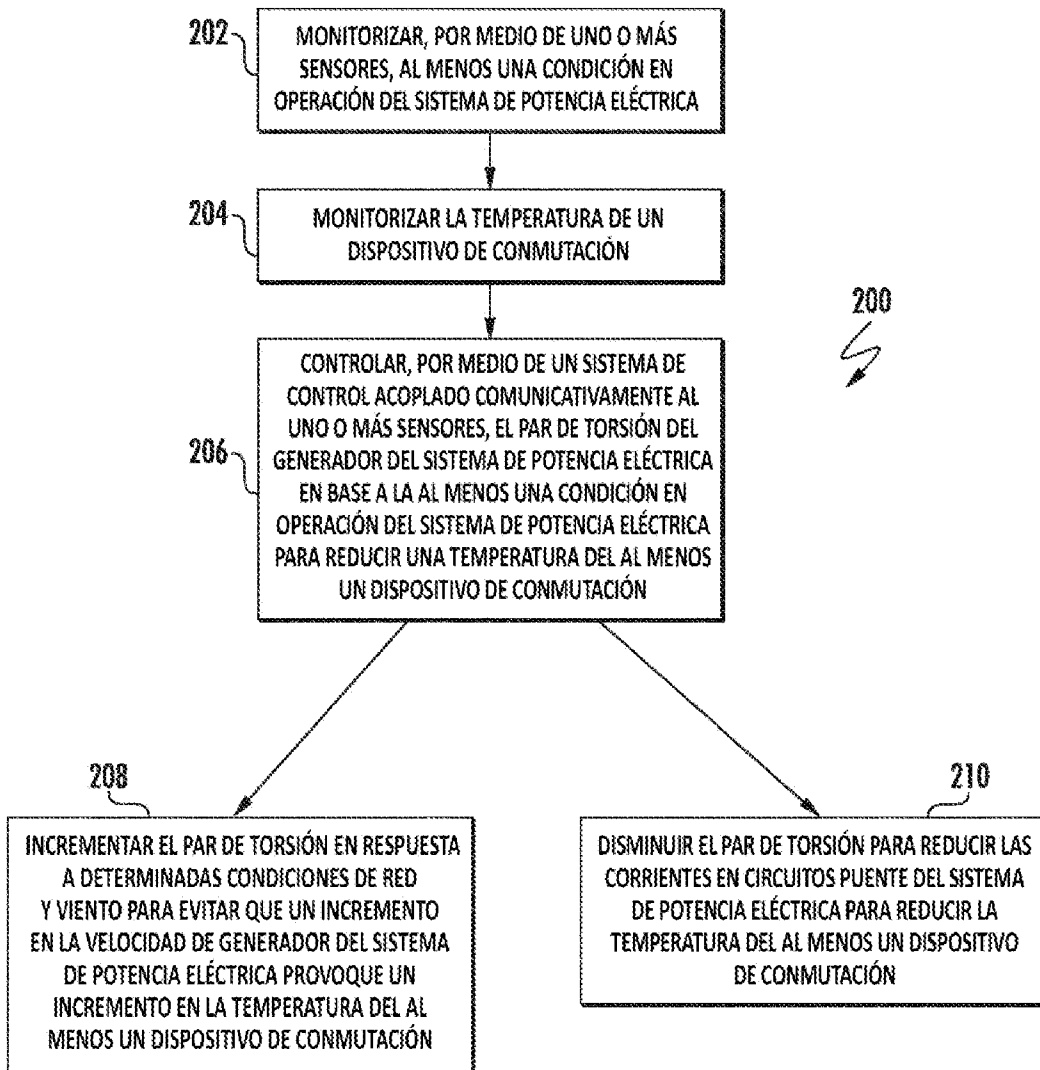 202
MONITORIZAR, POR MEDIO DE UNO O MÁS
SENSORES, AL MENOS UNA CONDICIÓN EN
OPERACIÓN DEL SISTEMA DE POTENCIA ELÉCTRICA
204
MONITORIZAR LA TEMPERATURA DE UN
DISPOSITIVO DE CONMUTACIÓN
200
206
CONTROLAR, POR MEDIO DE UN SISTEMA DE
CONTROL ACOPLADO COMUNICATIVAMENTE AL
UNO O MÁS SENSORES, EL PAR DE TORSIÓN DEL
GENERADOR DEL SISTEMA DE POTENCIA ELÉCTRICA
EN BASE A LA AL MENOS UNA CONDICIÓN EN
OPERACIÓN DEL SISTEMA DE POTENCIA ELÉCTRICA
PARA REDUCIR UNA TEMPERATURA DEL AL MENOS
UN DISPOSITIVO DE CONMUTACIÓN
208
INCREMENTAR EL PAR DE TORSIÓN EN RESPUESTA
A DETERMINADAS CONDICIONES DE RED
Y VIENTO PARA EVITAR QUE UN INCREMENTO
EN LA VELOCIDAD DE GENERADOR DEL SISTEMA
DE POTENCIA ELÉCTRICA PROVOQUE UN
INCREMENTO EN LA TEMPERATURA DEL AL
MENOS UN DISPOSITIVO DE CONMUTACIÓN
210
DISMINUIR EL PAR DE TORSIÓN PARA REDUCIR LAS
CORRIENTES EN CIRCUITOS PUENTE DEL SISTEMA
DE POTENCIA ELÉCTRICA PARA REDUCIR LA
TEMPERATURA DEL AL MENOS UN DISPOSITIVO
DE CONMUTACIÓN